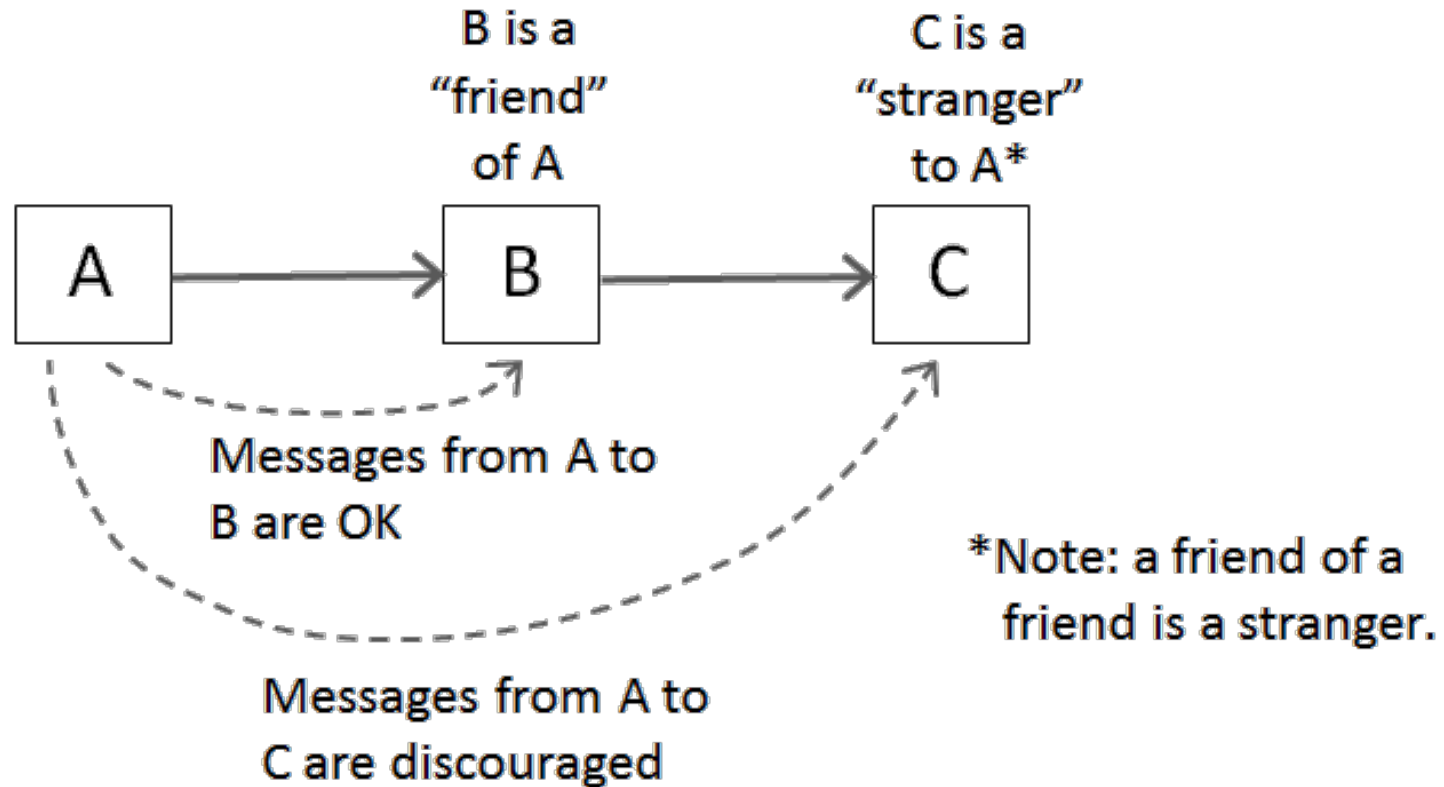 B is a
“friend”
of A
C is a
“stranger”
to A*
A
B
C
Messages from A to
B are OK
*Note: a friend of a
friend is a stranger.
Messages from A to
C are discouraged